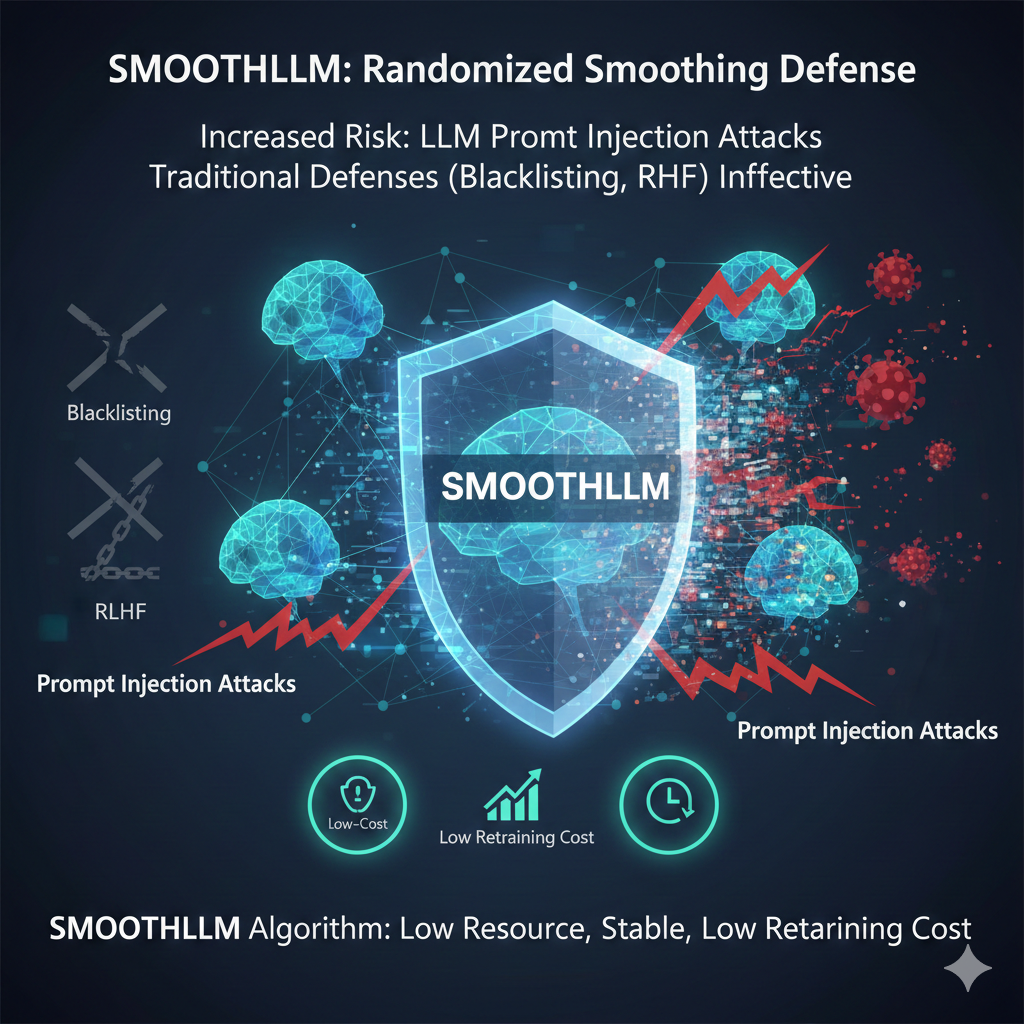 SMOOTHLLM: Randomized Smoothing Defense
Increased Risk: LLM Promt Injection Attacks
Traditional Defenses (Blacklisting, RHF) Inffective
Blacklisting
SMOOTHLLM
RLHF
Prompt Injection Attacks
Prompt Injection Attacks
Low-Cost
Low Retraining Cost
SMOOTHLLM Algorithm: Low Resource, Stable, Low Retarining Cost